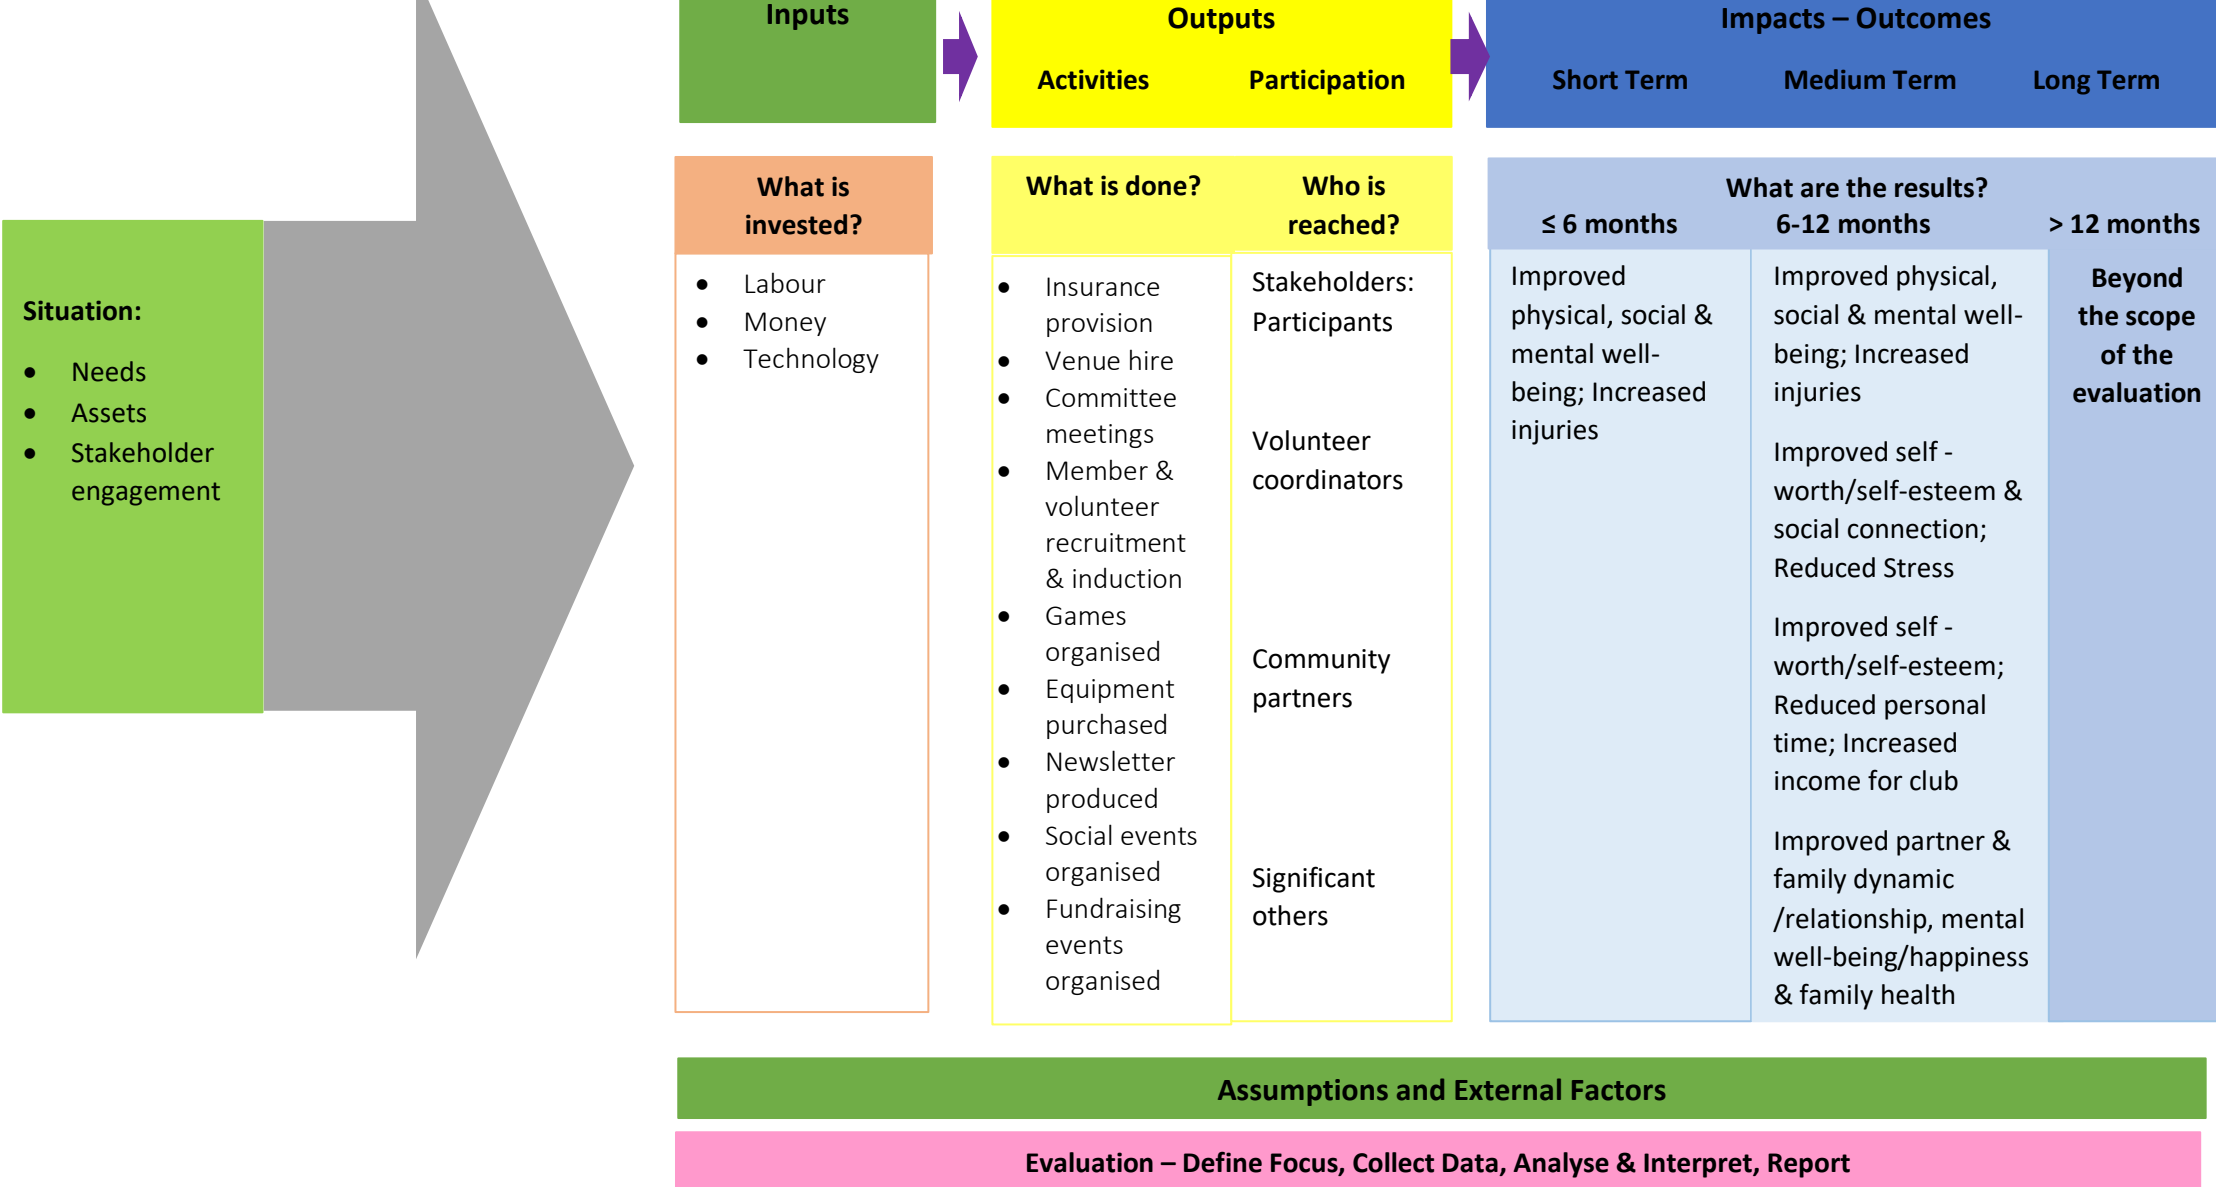 Situation:
• Needs
• Assets
• Stakeholder
engagement
Inputs
What is
invested?
• Labour
• Money
• Technology
Outputs
Activities
Participation
What is done?
• Insurance
provision
• Venue hire
• Committee
meetings
• Member &
volunteer
recruitment
& induction
• Games
organised
• Equipment
purchased
• Newsletter
produced
• Social events
organised
• Fundraising
events
organised
Who is
reached?
Stakeholders:
Participants
Volunteer
coordinators
Community
partners
Significant
others
Impacts – Outcomes
Short Term
Medium Term
Long Term
What are the results?
≤ 6 months
6-12 months
> 12 months
Improved
physical, social &
mental well-
being; Increased
injuries
Improved physical,
social & mental well-
being; Increased
injuries
Improved self -
worth/self-esteem &
social connection;
Reduced Stress
Improved self -
worth/self-esteem;
Reduced personal
time; Increased
income for club
Improved partner &
family dynamic
/relationship, mental
well-being/happiness
& family health
Beyond
the scope
of the
evaluation
Assumptions and External Factors
Evaluation – Define Focus, Collect Data, Analyse & Interpret, Report